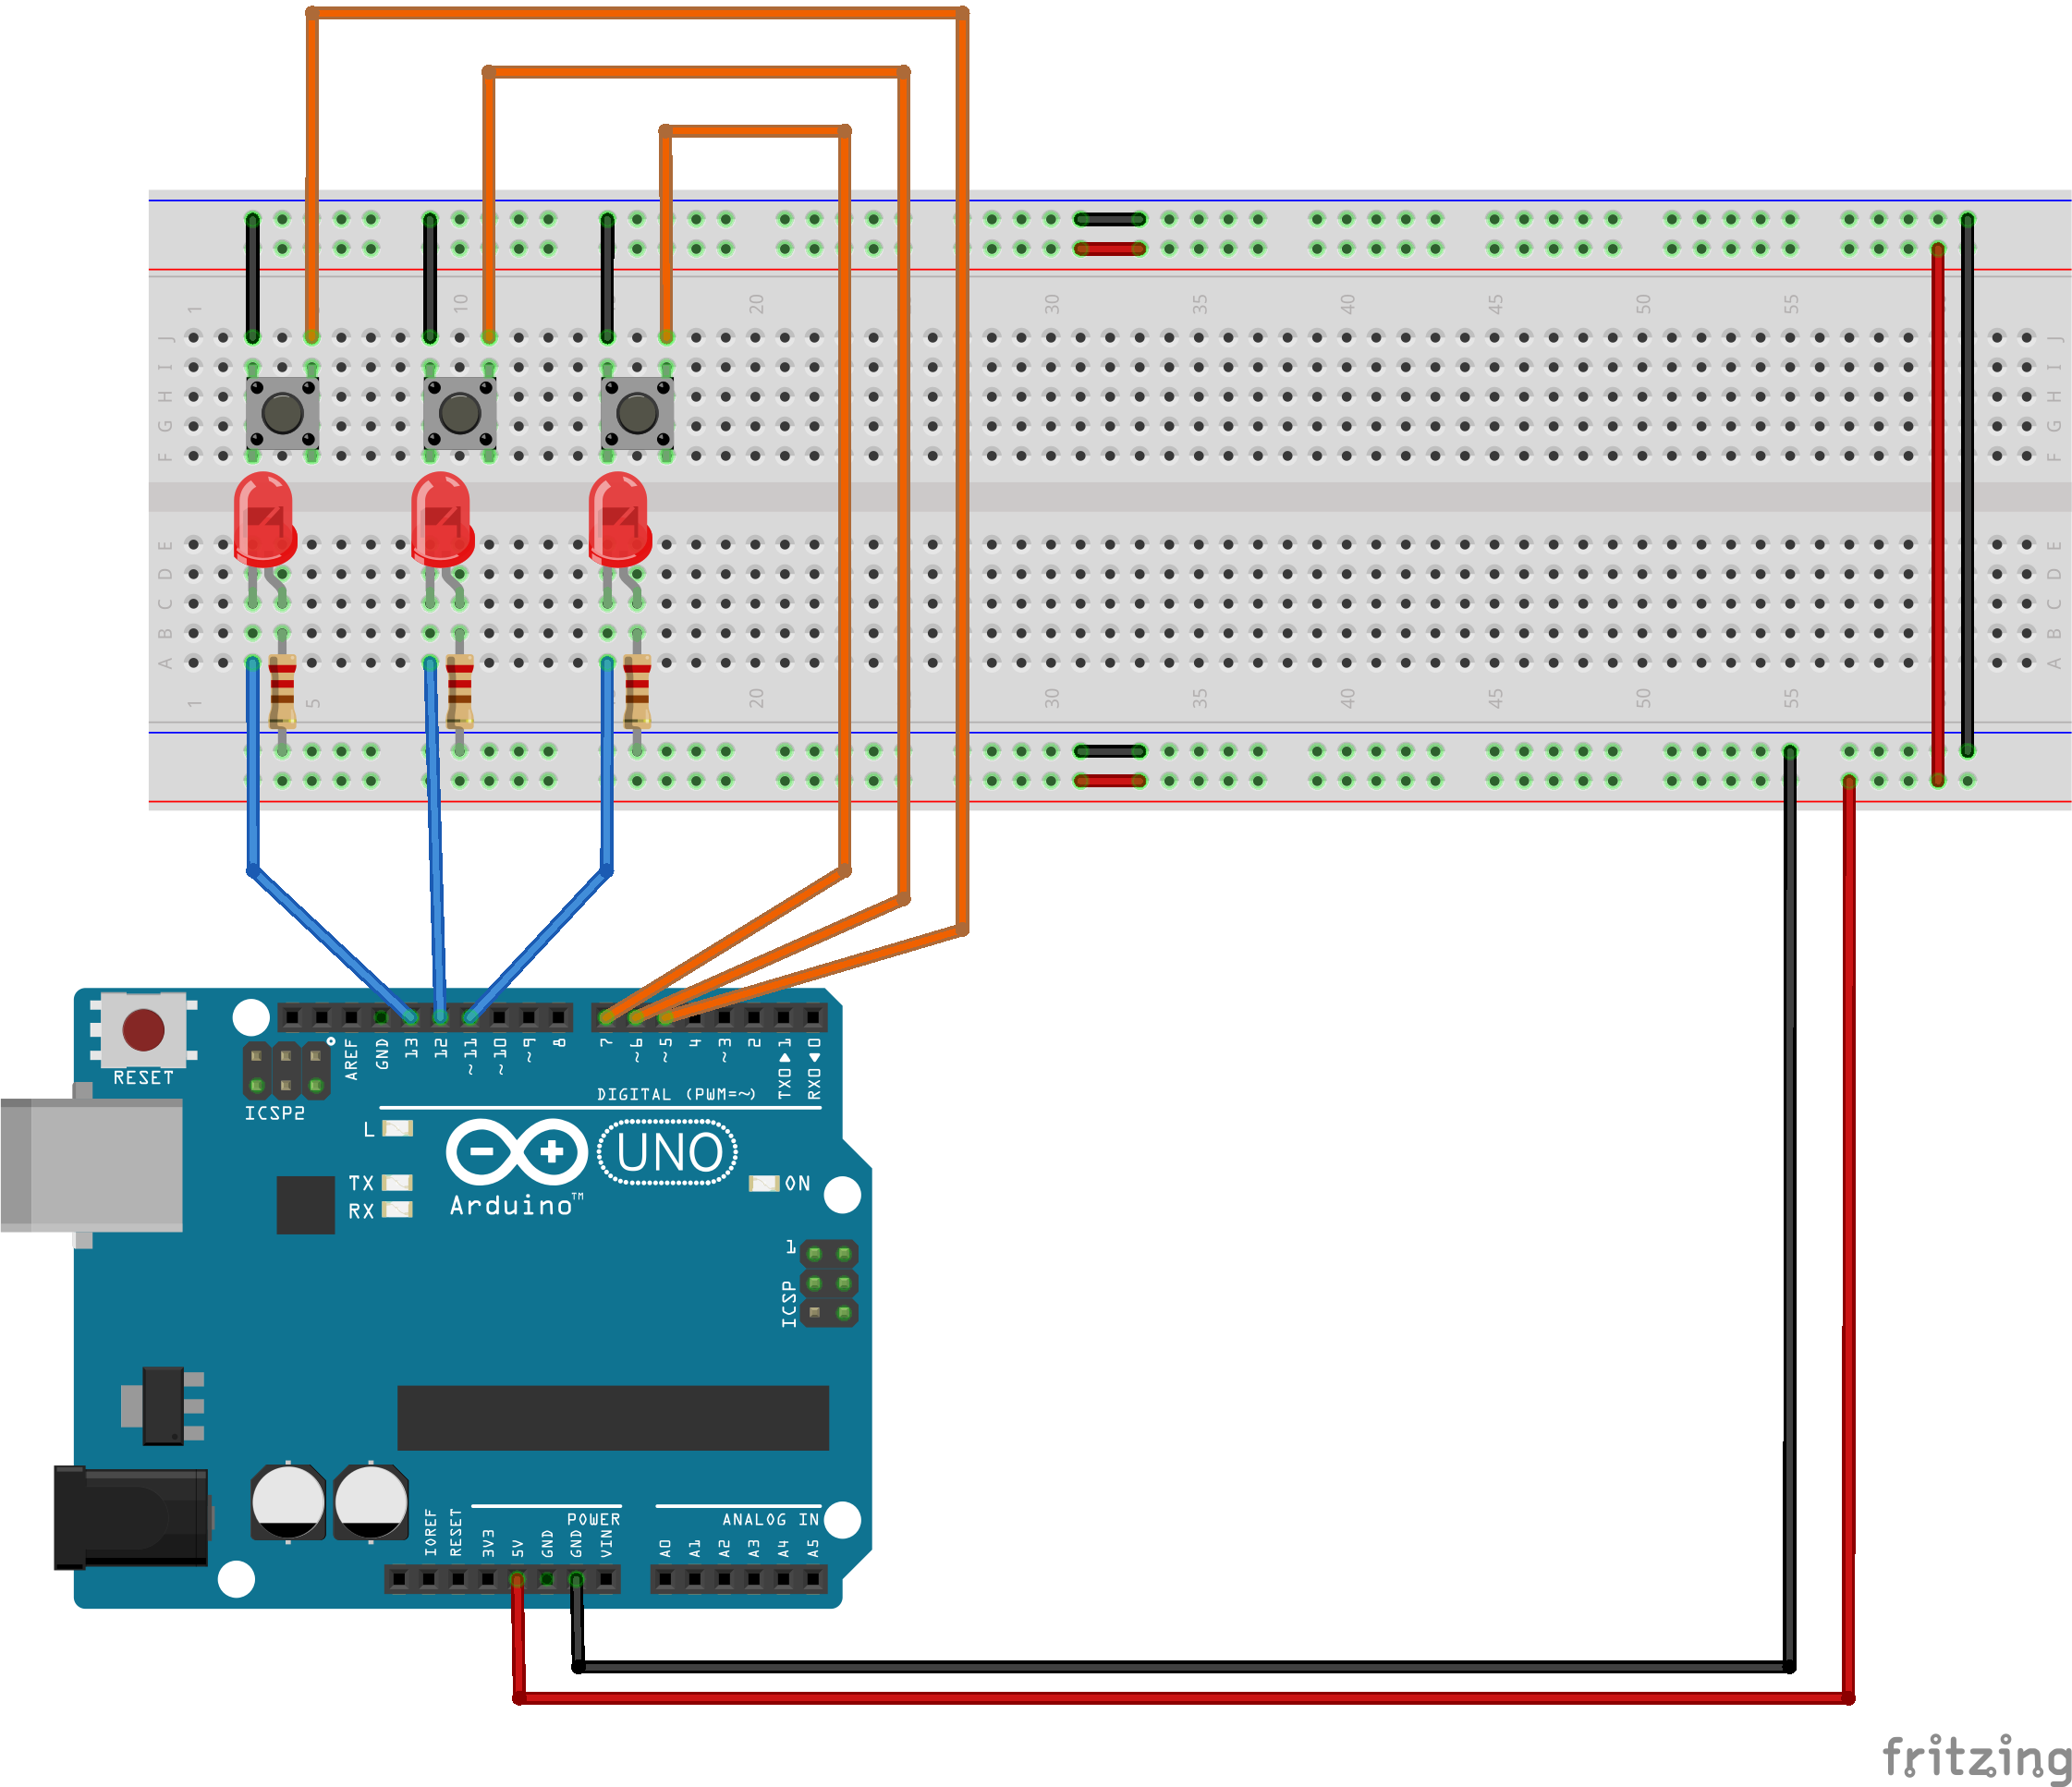 1 10 20 30 35 40 45 50 55
J J
I I
H H
G G
F F
E E
D D
C C
B B
A A
1 5 20 30 35 40 45 50 55
RESET
ICSP2
AREF GND 13 12 ~11 ~10 ~9 8 7 ~6 ~5 4 ~3 2 TX0▶1 RX0◀0
DIGITAL (PWM=~)
L
TX
RX
UNO
Arduino™
ON
1
ICSP
POWER
ANALOG IN
IOREF RESET 3V3 5V GND GND VIN A0 A1 A2 A3 A4 A5
fritzing